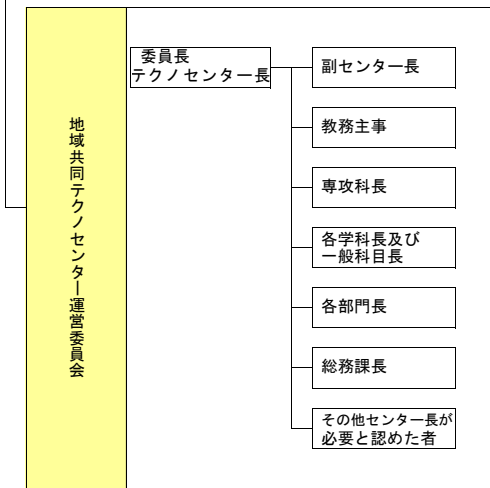 地域共同テクノセンター運営委員会
委員長
テクノセンター長
副センター長
教務主事
専攻科長
各学科長及び
一般科目長
各部門長
総務課長
その他センター長が
必要と認めた者